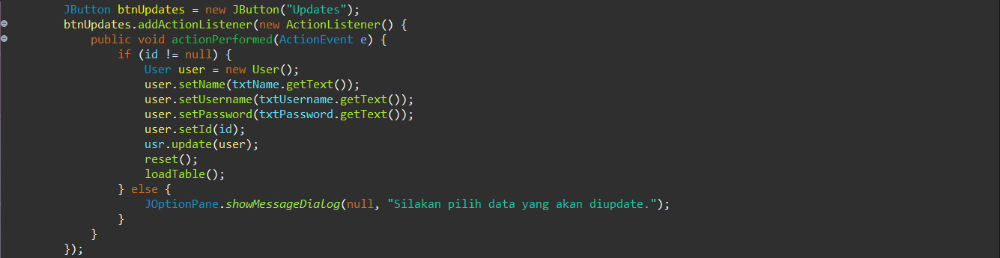 JButton btnUpdates = new JButton("Updates");
btnUpdates.addActionListener(new ActionListener() {
public void actionPerformed(ActionEvent e) {
if (id != null) {
User user = new User();
user.setName(txtName.getText());
user.setUsername(txtUsername.getText());
user.setPassword(txtPassword.getText());
user.setId(id);
usr.update(user);
reset();
loadTable();
} else {
JOptionPane.showMessageDialog(null, "Silakan pilih data yang akan diupdate.");
}
}
});